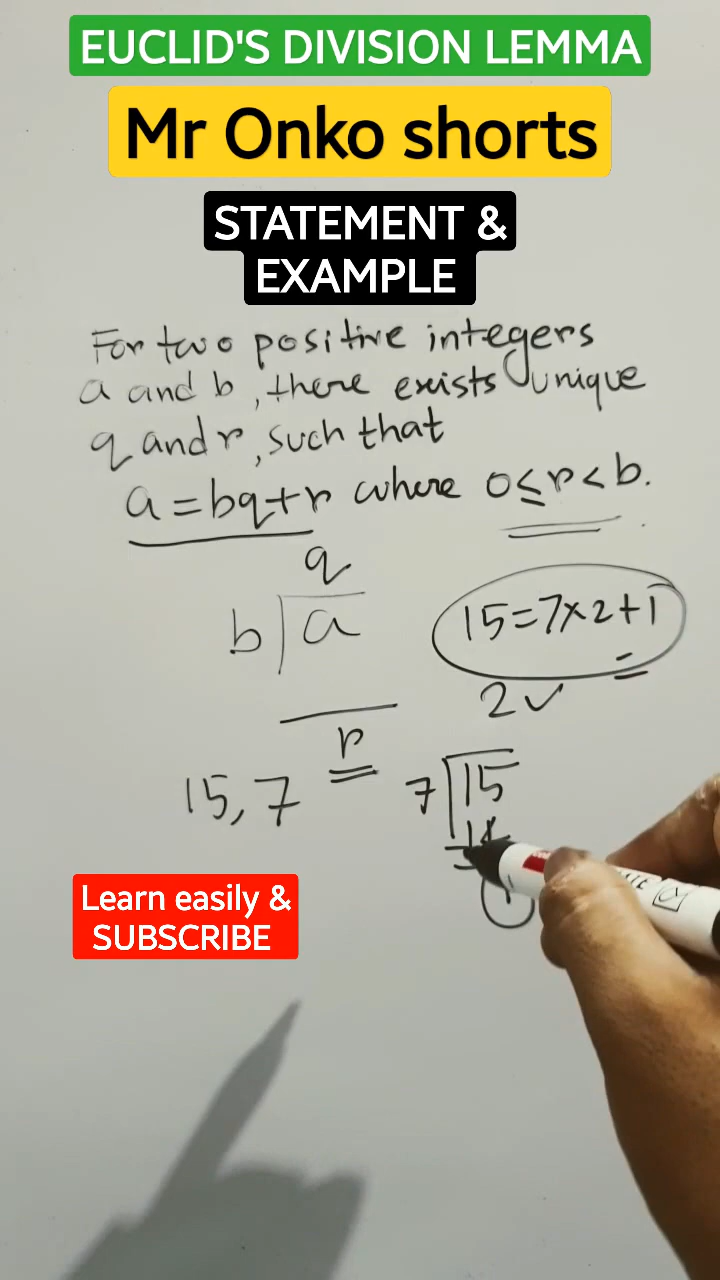 EUCLID'S DIVISION LEMMA
Mr Onko shorts
STATEMENT &
EXAMPLE
For two positive integers
a and b, there exists unique
q and r, such that
a = bq + r where 0 ≤ r < b.
q
b a
r
15 = 7 x 2 + 1
15, 7
2 ✓
7 15
14
Learn easily &
SUBSCRIBE